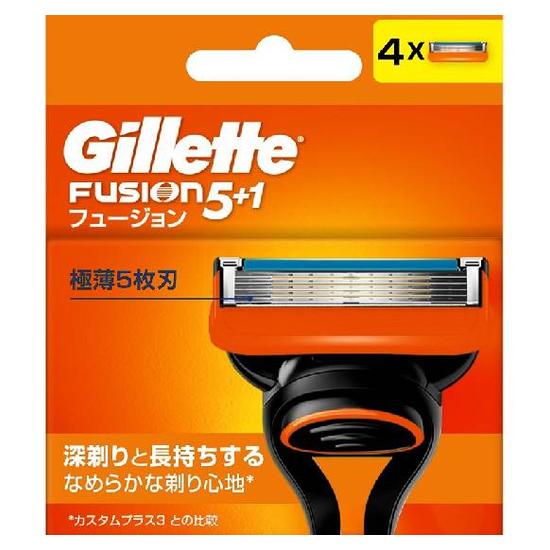 4x
Gillette
FUSION5+1
フュージョン
極薄5枚刃
深剃りと長持ちする
なめらかな剃り心地*
*カスタムプラス3 との比較